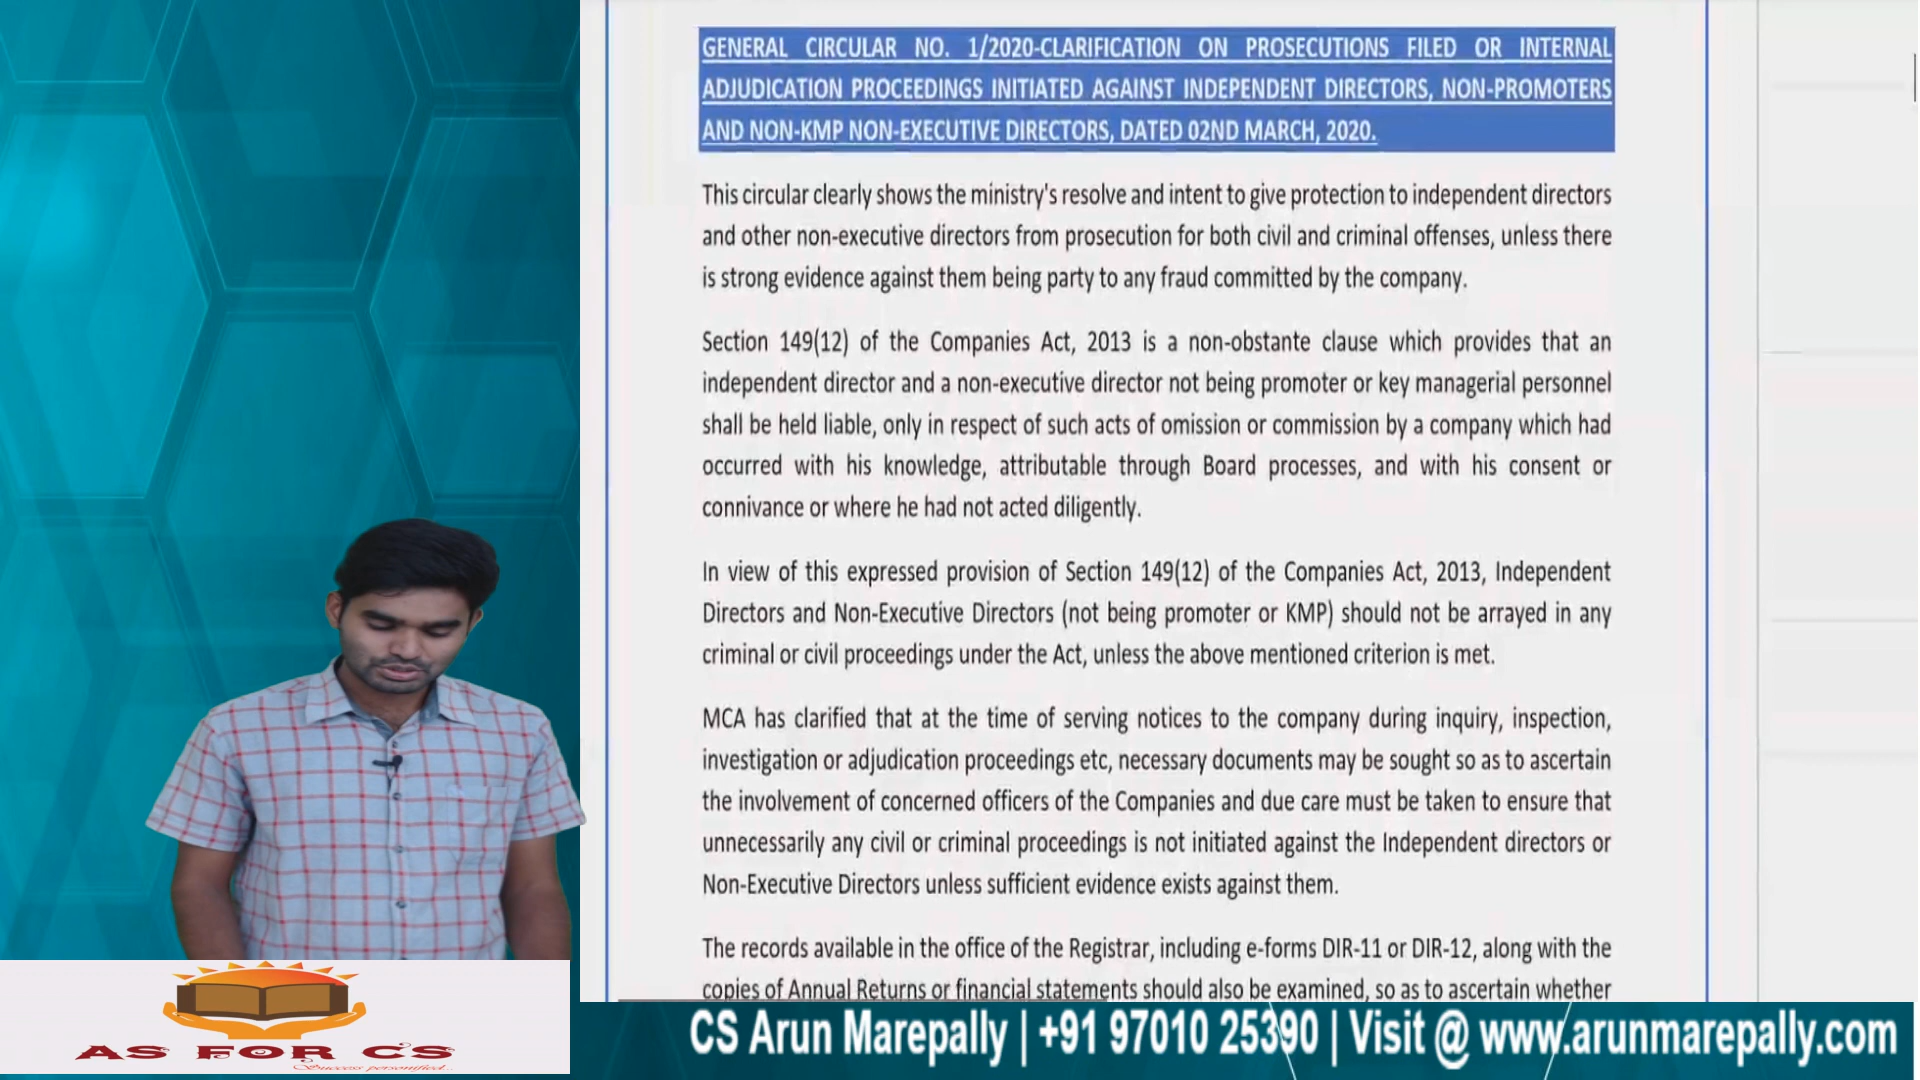 GENERAL CIRCULAR NO. 1/2020-CLARIFICATION ON PROSECUTIONS FILED OR INTERNAL
ADJUDICATION PROCEEDINGS INITIATED AGAINST INDEPENDENT DIRECTORS, NON-PROMOTERS
AND NON-KMP NON-EXECUTIVE DIRECTORS, DATED 02ND MARCH, 2020.
This circular clearly shows the ministry's resolve and intent to give protection to independent directors
and other non-executive directors from prosecution for both civil and criminal offenses, unless there
is strong evidence against them being party to any fraud committed by the company.
Section 149(12) of the Companies Act, 2013 is a non-obstante clause which provides that an
independent director and a non-executive director not being promoter or key managerial personnel
shall be held liable, only in respect of such acts of omission or commission by a company which had
occurred with his knowledge, attributable through Board processes, and with his consent or
connivance or where he had not acted diligently.
In view of this expressed provision of Section 149(12) of the Companies Act, 2013, Independent
Directors and Non-Executive Directors (not being promoter or KMP) should not be arrayed in any
criminal or civil proceedings under the Act, unless the above mentioned criterion is met.
MCA has clarified that at the time of serving notices to the company during inquiry, inspection,
investigation or adjudication proceedings etc, necessary documents may be sought so as to ascertain
the involvement of concerned officers of the Companies and due care must be taken to ensure that
unnecessarily any civil or criminal proceedings is not initiated against the Independent directors or
Non-Executive Directors unless sufficient evidence exists against them.
The records available in the office of the Registrar, including e-forms DIR-11 or DIR-12, along with the
copies of Annual Returns or financial statements should also be examined, so as to ascertain whether
AS FOR CS
Success personified...
CS Arun Marepally | +91 97010 25390 | Visit @ www.arunmarepally.com